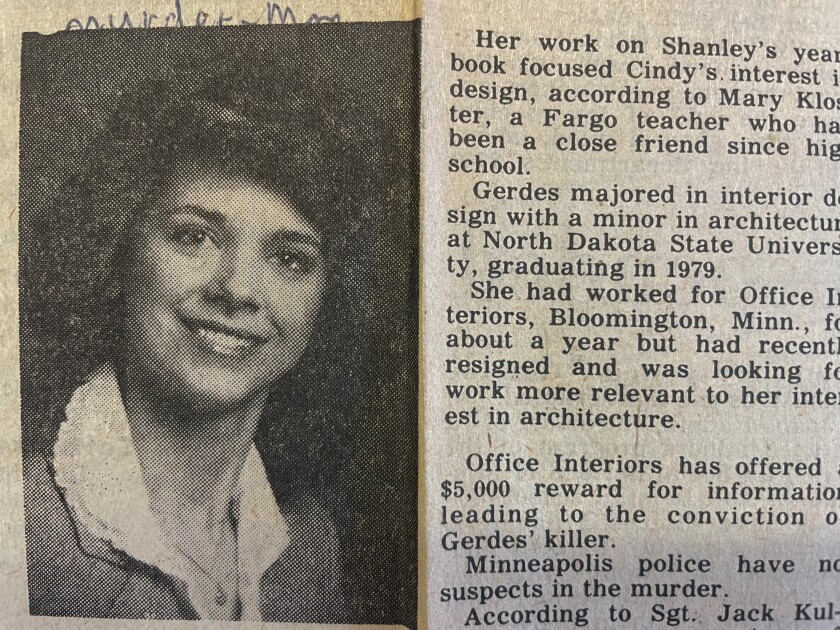 murder - Mn
Her work on Shanley's year
book focused Cindy's interest i
design, according to Mary Klos
ter, a Fargo teacher who ha
been a close friend since hig
school.
Gerdes majored in interior de
sign with a minor in architectur
at North Dakota State Universi
ty, graduating in 1979.
She had worked for Office In
teriors, Bloomington, Minn., fo
about a year but had recentl
resigned and was looking fo
work more relevant to her inter
est in architecture.
Office Interiors has offered a
$5,000 reward for information
leading to the conviction o
Gerdes' killer.
Minneapolis police have no
suspects in the murder.
According to Sgt. Jack Kul-